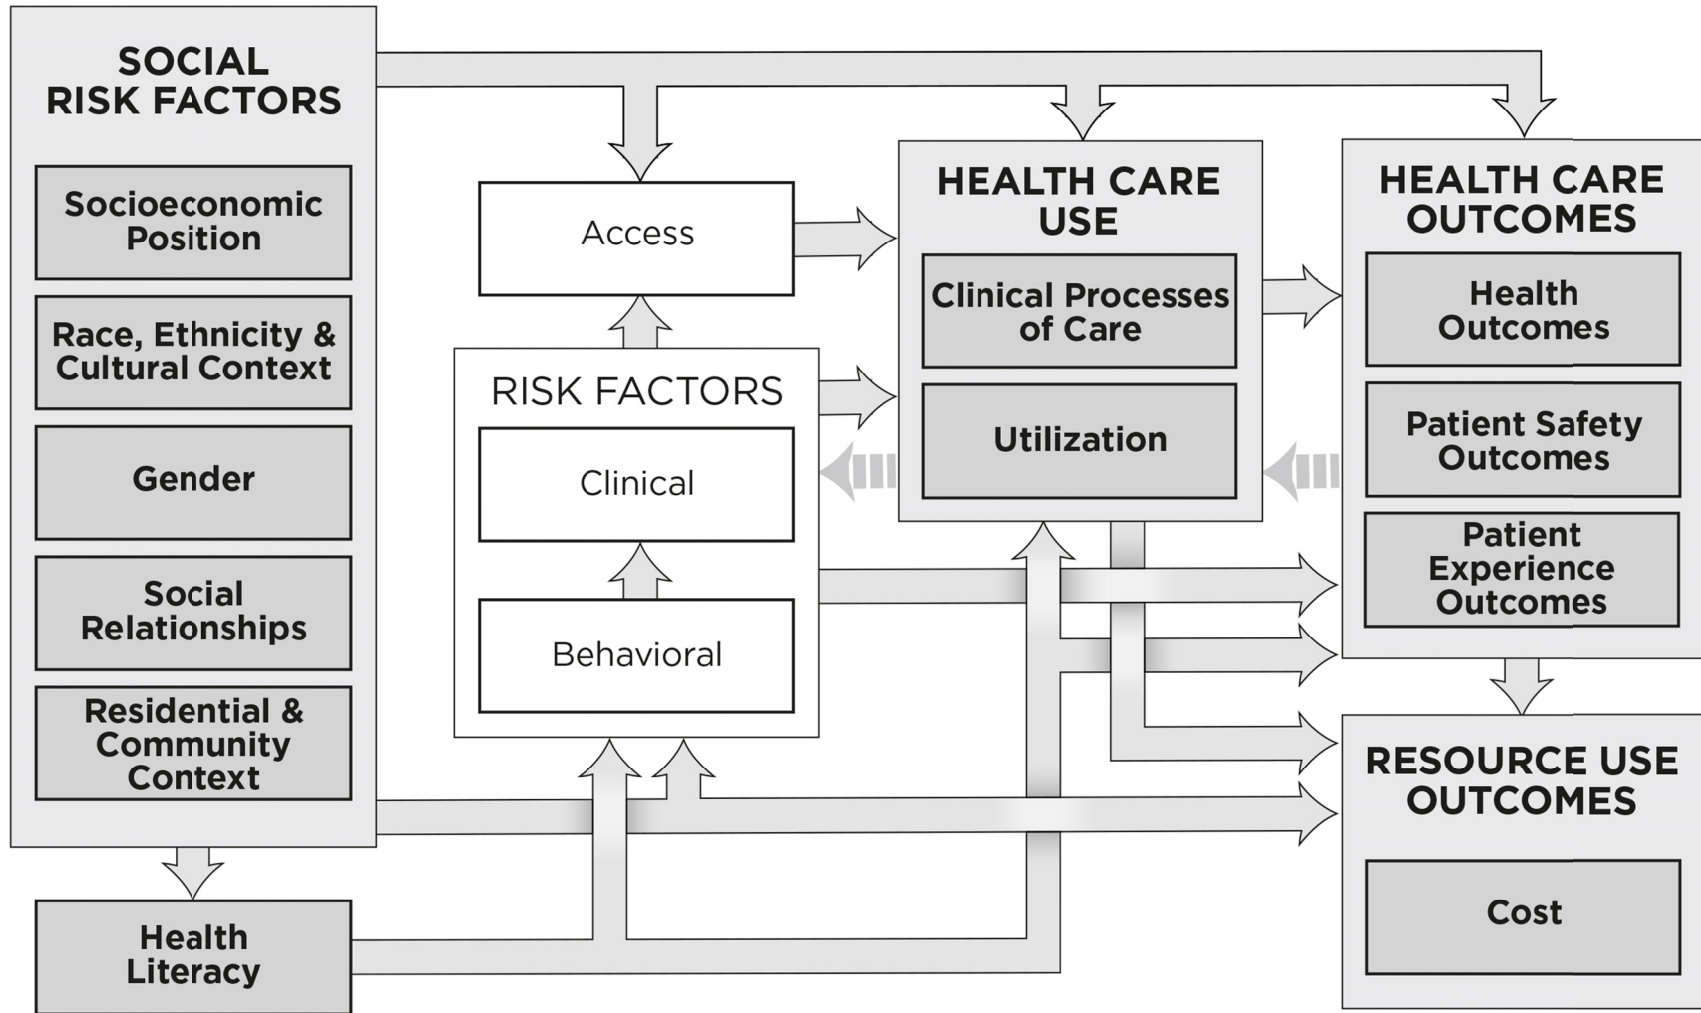 SOCIAL
RISK FACTORS
Socioeconomic
Position
Race, Ethnicity &
Cultural Context
Gender
Social
Relationships
Residential &
Community
Context
Health
Literacy
Access
RISK FACTORS
Clinical
Behavioral
HEALTH CARE
USE
Clinical Processes
of Care
Utilization
HEALTH CARE
OUTCOMES
Health
Outcomes
Patient Safety
Outcomes
Patient
Experience
Outcomes
RESOURCE USE
OUTCOMES
Cost